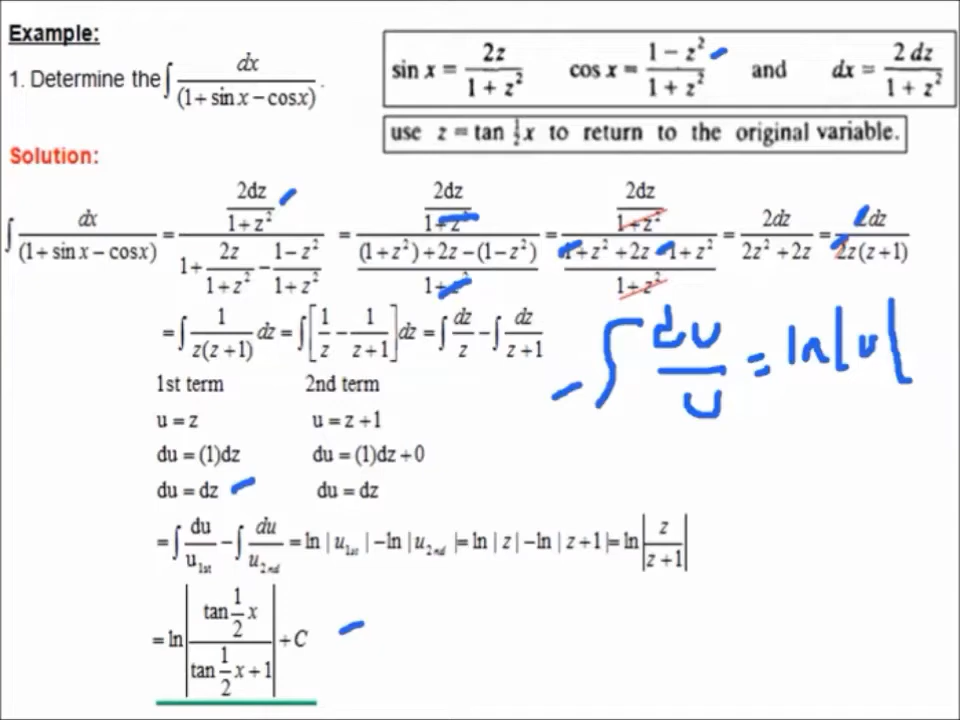 Example:
1. Determine the ∫ dx/(1+sinx−cosx).
sin x = 2z/(1 + z²)   cos x = (1 − z²)/(1 + z²)   and   dx = 2 dz/(1 + z²)
use z = tan ½x to return to the original variable.
Solution:
∫ dx/(1+sinx−cosx) = (2dz/(1+z²))/(1+ 2z/(1+z²) − (1−z²)/(1+z²)) = (2dz/(1+z²))/(((1+z²)+2z−(1−z²))/(1+z²)) = (2dz/(1+z²))/((1+z²+2z−1+z²)/(1+z²)) = 2dz/(2z²+2z) = 2dz/(2z(z+1))
= ∫ 1/(z(z+1)) dz = ∫[1/z − 1/(z+1)]dz = ∫ dz/z − ∫ dz/(z+1)
− ∫ du/u = ln|u|
1st term   2nd term
u = z   u = z+1
du = (1)dz   du = (1)dz+0
du = dz   du = dz
= ∫ du/u₁st − ∫ du/u₂nd = ln|u₁st|−ln|u₂nd|= ln|z|−ln|z+1|= ln|z/(z+1)|
= ln|(tan ½ x)/(tan ½ x+1)| + C